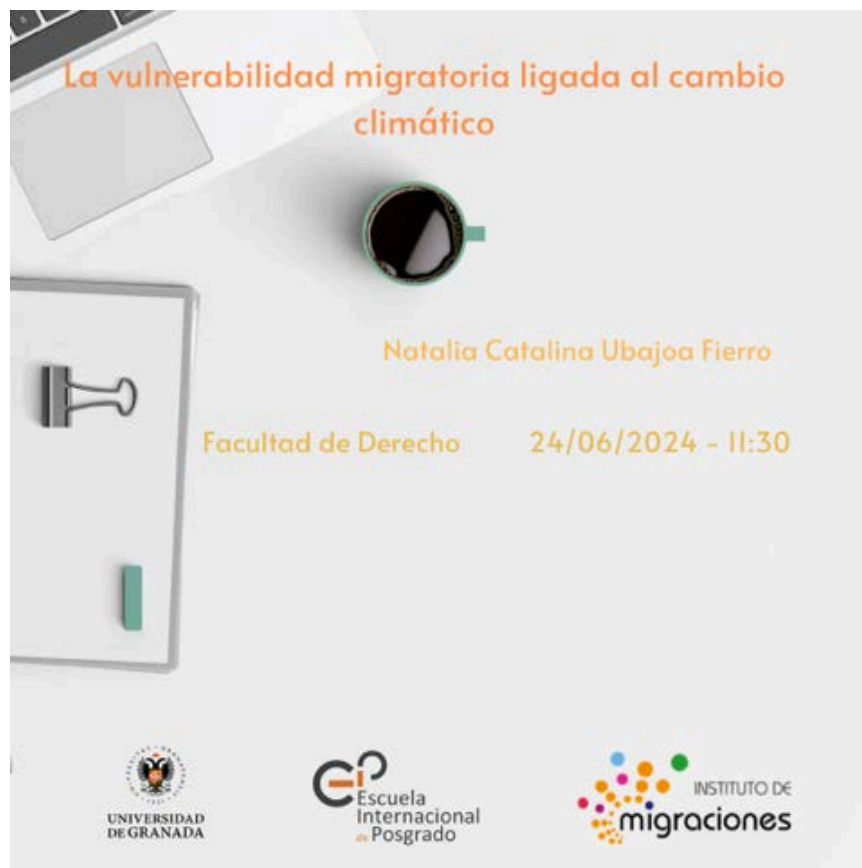 La vulnerabilidad migratoria ligada al cambio
climático
Natalia Catalina Ubajoa Fierro
Facultad de Derecho 24/06/2024 - 11:30
UNIVERSIDAD
DE GRANADA
Escuela
Internacional
de Posgrado
INSTITUTO DE
migraciones